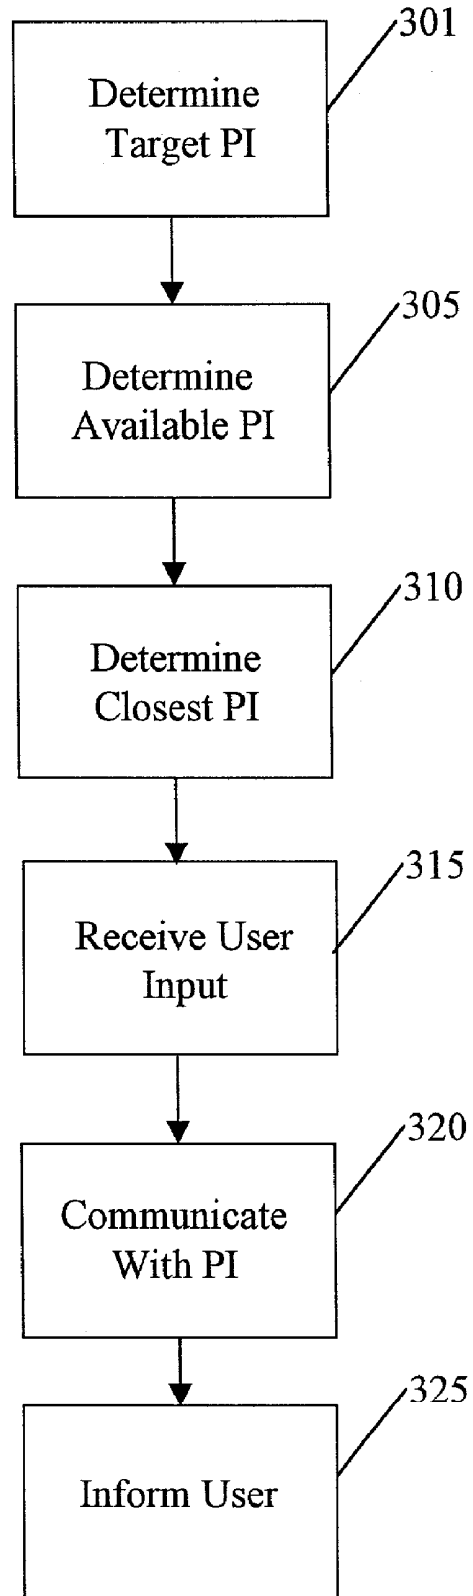 301
Determine
Target PI
305
Determine
Available PI
310
Determine
Closest PI
315
Receive User
Input
320
Communicate
With PI
325
Inform User